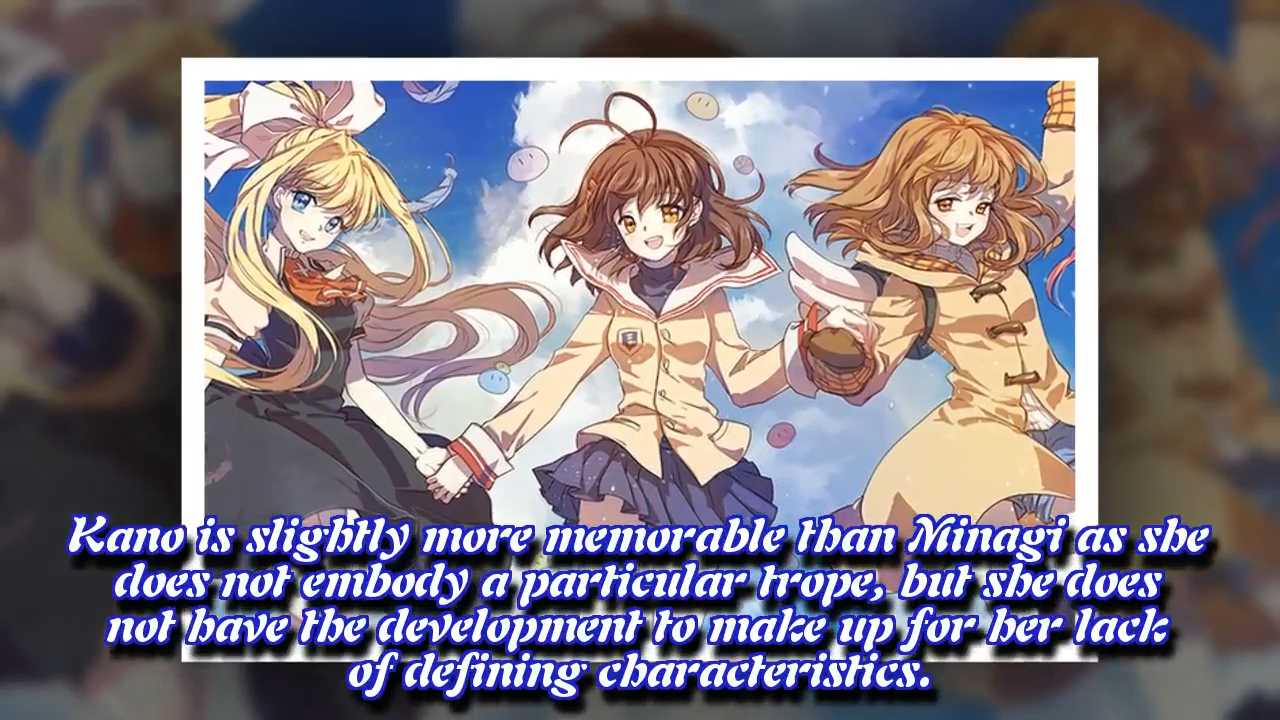 Kano is slightly more memorable than Minagi as she
does not embody a particular trope, but she does
not have the development to make up for her lack
of defining characteristics.